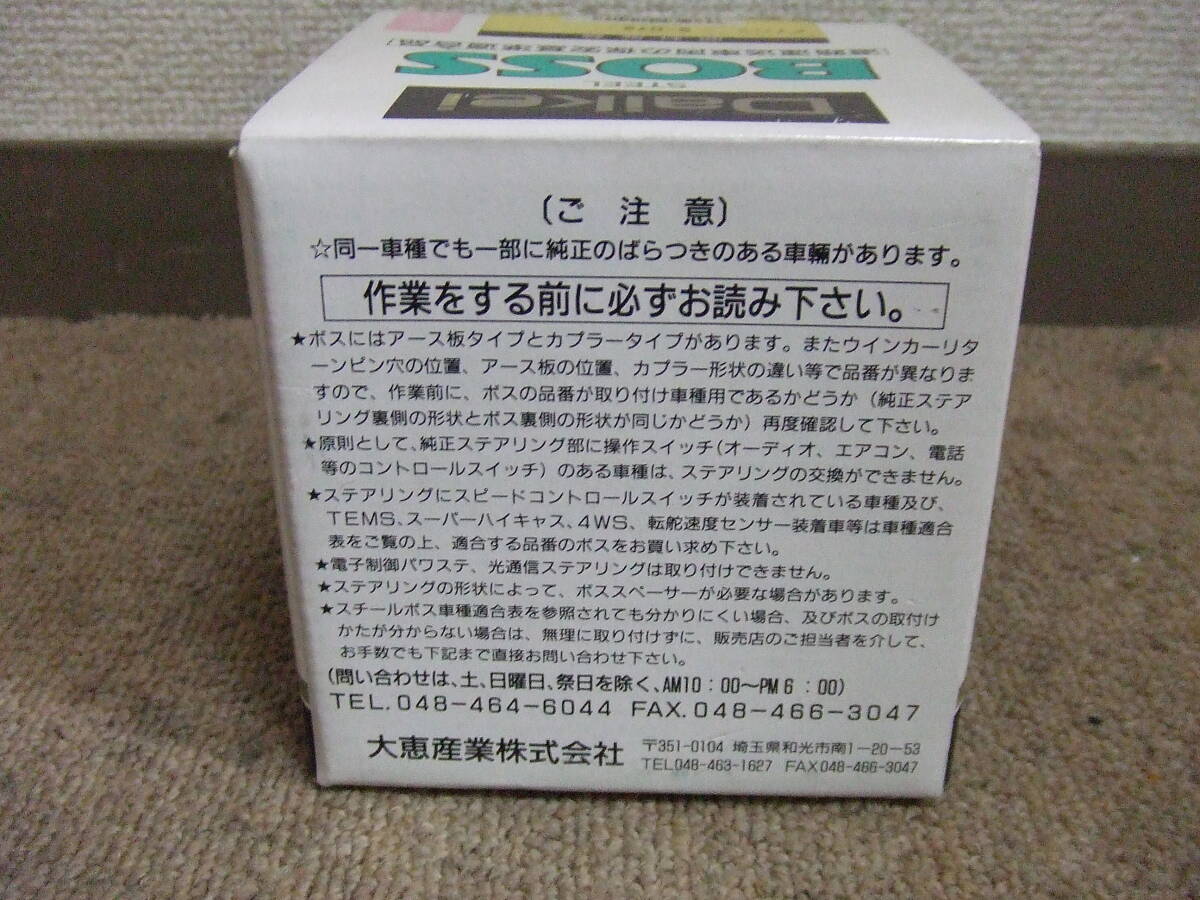 [道路運送車両の保安基準適合品]
BOSS
STEEL
Daikei
〔ご 注 意〕
☆同一車種でも一部に純正のばらつきのある車輛があります。
作業をする前に必ずお読み下さい。
★ボスにはアース板タイプとカプラータイプがあります。またウインカーリタ
ーンピン穴の位置、アース板の位置、カプラー形状の違い等で品番が異なりま
すので、作業前に、ボスの品番が取り付け車種用であるかどうか(純正ステア
リング裏側の形状とボス裏側の形状が同じかどうか)再度確認して下さい。
★原則として、純正ステアリング部に操作スイッチ(オーディオ、エアコン、電話
等のコントロールスイッチ)のある車種は、ステアリングの交換ができません。
★ステアリングにスピードコントロールスイッチが装着されている車種及び、
TEMS、スーパーハイキャス、4WS、転舵速度センサー装着車等は車種適合
表をご覧の上、適合する品番のボスをお買い求め下さい。
★電子制御パワステ、光通信ステアリングは取り付けできません。
★ステアリングの形状によって、ボススペーサーが必要な場合があります。
★スチールボス車種適合表を参照されても分かりにくい場合、及びボスの取付け
かたが分からない場合は、無理に取り付けずに、販売店のご担当者を介して、
お手数でも下記まで直接お問い合わせ下さい。
(問い合わせは、土、日曜日、祭日を除く、AM10:00〜PM6:00)
TEL.048-464-6044 FAX.048-466-3047
大恵産業株式会社 〒351-0104 埼玉県和光市南1-20-53
TEL048-463-1627 FAX048-466-3047